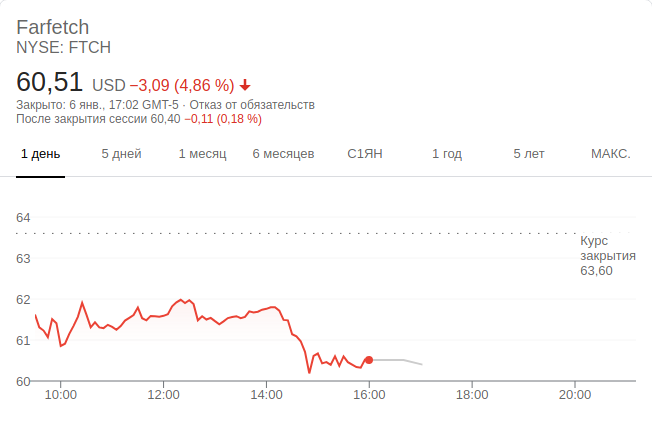 Farfetch
NYSE: FTCH
60,51 USD −3,09 (4,86 %)
Закрыто: 6 янв., 17:02 GMT-5 · Отказ от обязательств
После закрытия сессии 60,40 −0,11 (0,18 %)
1 день 5 дней 1 месяц 6 месяцев С1ЯН 1 год 5 лет МАКС.
64
Курс
закрытия
63,60
63
62
61
60
10:00 12:00 14:00 16:00 18:00 20:00